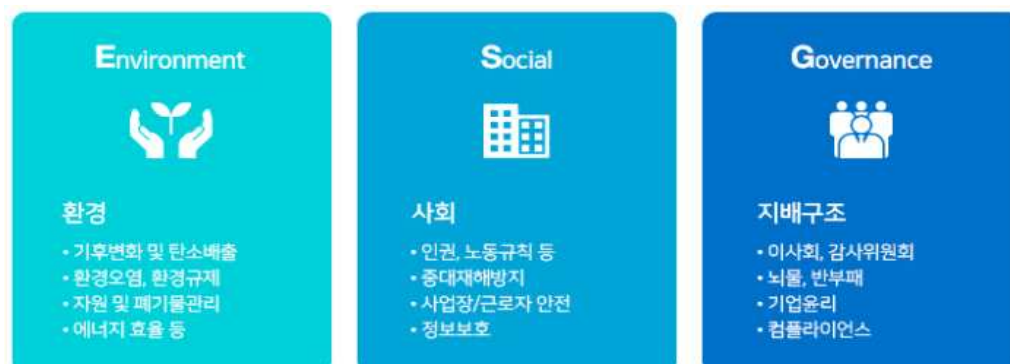 Environment
환경
• 기후변화 및 탄소배출
• 환경오염, 환경규제
• 자원 및 폐기물관리
• 에너지 효율 등
Social
사회
• 인권, 노동규칙 등
• 중대재해방지
• 사업장/근로자 안전
• 정보보호
Governance
지배구조
• 이사회, 감사위원회
• 뇌물, 반부패
• 기업윤리
• 컴플라이언스